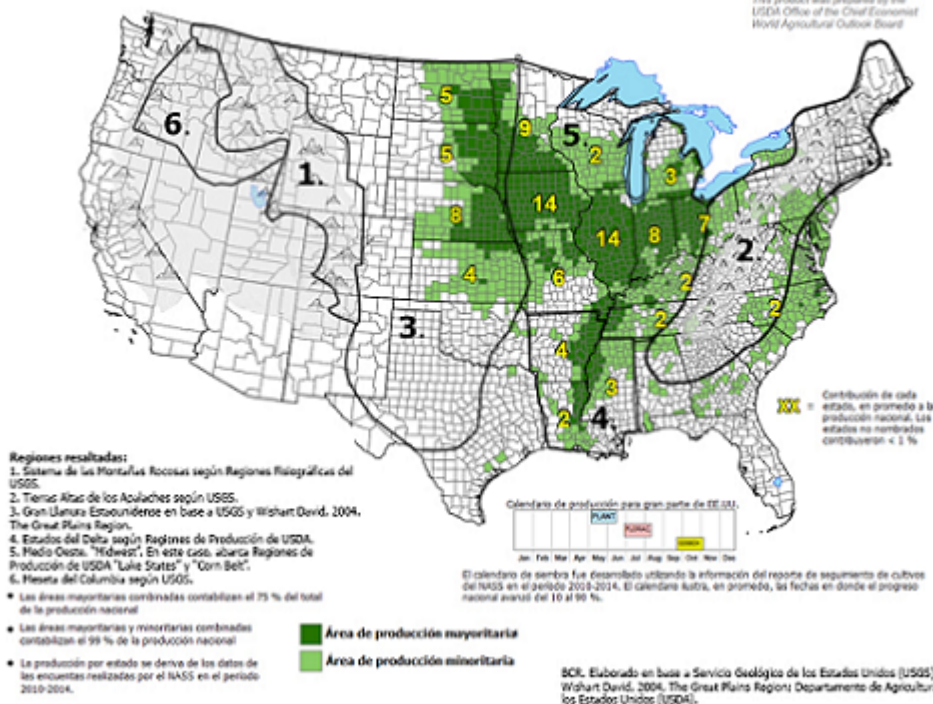 This product was prepared by the
USDA Office of the Chief Economist
World Agricultural Outlook Board
5
9
5.
6.
2
5
1.
3
14
7
8
14
8
2.
6
2
4
3.
2
2
4
3
XX = Contribución de cada
estado, en promedio a la
producción nacional. Los
estados no nombrados
contribuyeron < 1 %
2
4.
Regiones resaltadas:
1. Sistema de las Montañas Rocosas según Regiones Fisiográficas del
USGS.
2. Tierras Altas de los Apalaches según USGS.
3. Gran Llanura Estaounidense en base a USGS y Wishart David, 2004.
The Great Plains Region.
4. Estados del Delta según Regiones de Producción de USDA.
5. Medio Oeste. "Midwest". En este caso, abarca Regiones de
Producción de USDA "Lake States" y "Corn Belt".
6. Meseta del Columbia según USGS.
• Las áreas mayoritarias combinadas contabilizan el 75 % del total
de la producción nacional
• Las áreas mayoritarias y minoritarias combinadas
contabilizan el 99 % de la producción nacional
• La producción por estado se deriva de los datos de
las encuentas realizadas por el NASS en el periodo
2010-2014.
Calendario de producción para gran parte de EE.UU.
PLANT
Jan Feb Mar Apr May Jun Jul Aug Sep Oct Nov Dec
El calendario de siembra fue desarrollado utilizando la información del reporte de seguimiento de cultivos
del NASS en el período 2010-2014. El calendario ilustra, en promedio, las fechas en donde el progreso
nacional avanzó del 10 al 90 %.
Área de producción mayoritaria
Área de producción minoritaria
BCR. Elaborado en base a Servicio Geológico de los Estados Unidos (USGS)
Wishart David, 2004. The Great Plains Region; Departamento de Agricultura
los Estados Unidos (USDA).